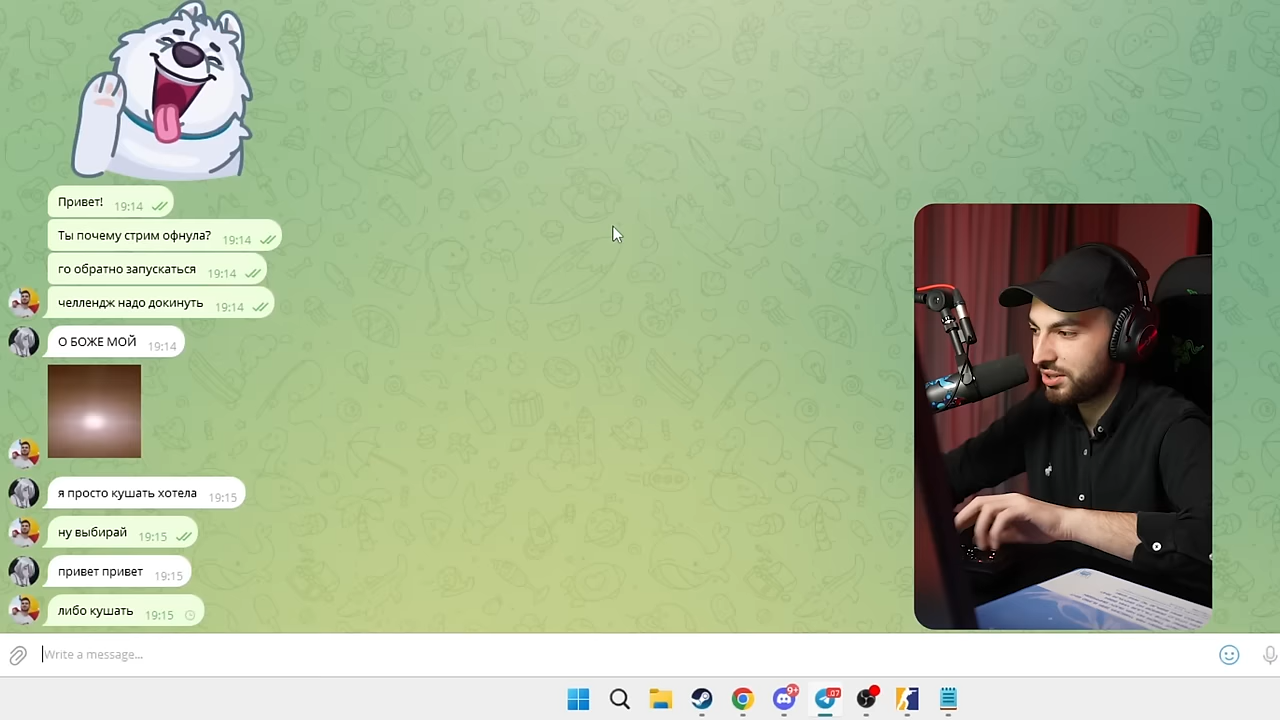 Привет! 19:14
Ты почему стрим офнула? 19:14
го обратно запускаться 19:14
челлендж надо докинуть 19:14
О БОЖЕ МОЙ 19:14
я просто кушать хотела 19:15
ну выбирай 19:15
привет привет 19:15
либо кушать 19:15
Write a message...
9+
.07